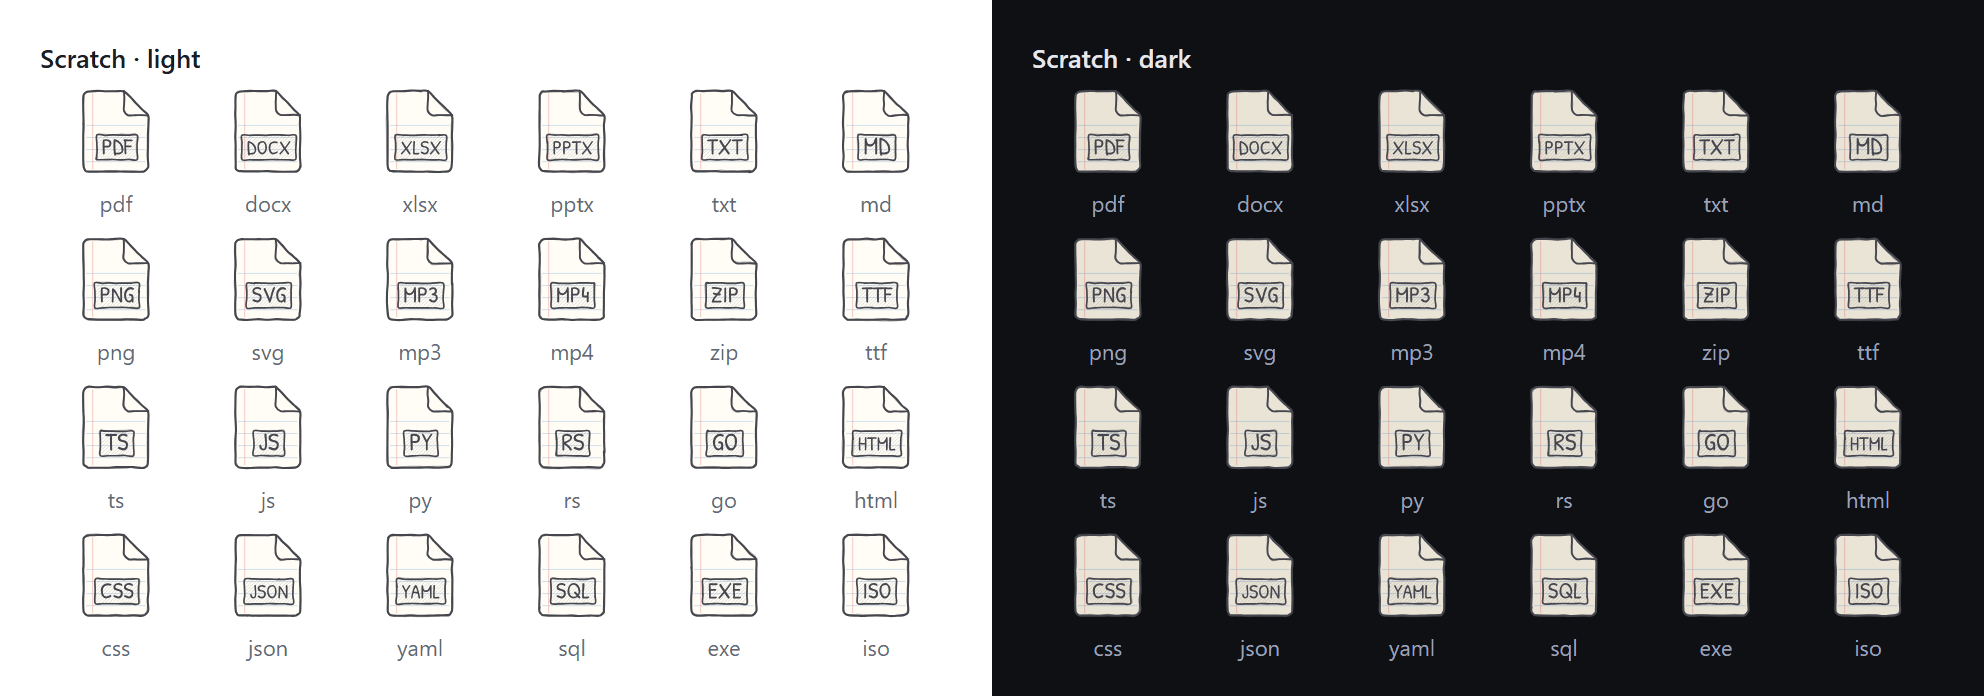 Scratch · light
PDF DOCX XLSX PPTX TXT MD
pdf docx xlsx pptx txt md
PNG SVG MP3 MP4 ZIP TTF
png svg mp3 mp4 zip ttf
TS JS PY RS GO HTML
ts js py rs go html
CSS JSON YAML SQL EXE ISO
css json yaml sql exe iso
Scratch · dark
PDF DOCX XLSX PPTX TXT MD
pdf docx xlsx pptx txt md
PNG SVG MP3 MP4 ZIP TTF
png svg mp3 mp4 zip ttf
TS JS PY RS GO HTML
ts js py rs go html
CSS JSON YAML SQL EXE ISO
css json yaml sql exe iso